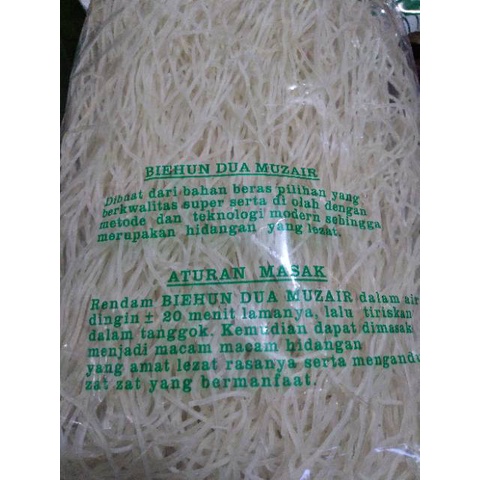 BIEHUN DUA MUZAIR
Dibuat dari bahan beras pilihan yang
berkwalitas super serta di olah dengan
metode dan teknologi modern sehingga
merupakan hidangan yang lezat.
ATURAN MASAK
Rendam BIEHUN DUA MUZAIR dalam air
dingin ± 20 menit lamanya, lalu tiriskan
dalam tanggok. Kemudian dapat dimasak
menjadi macam macam hidangan
yang amat lezat rasanya serta mengandu
zat zat yang bermanfaat.